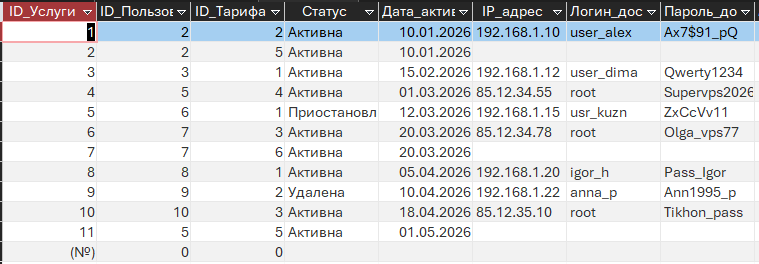 ID_Услуги ID_Пользов ID_Тарифа Статус Дата_актив IP_адрес Логин_дос Пароль_до
1 2 2 Активна 10.01.2026 192.168.1.10 user_alex Ax7$91_pQ
2 2 5 Активна 10.01.2026
3 3 1 Активна 15.02.2026 192.168.1.12 user_dima Qwerty1234
4 5 4 Активна 01.03.2026 85.12.34.55 root Supervps2026
5 6 1 Приостановл 12.03.2026 192.168.1.15 usr_kuzn ZxCcVv11
6 7 3 Активна 20.03.2026 85.12.34.78 root Olga_vps77
7 7 6 Активна 20.03.2026
8 8 1 Активна 05.04.2026 192.168.1.20 igor_h Pass_Igor
9 9 2 Удалена 10.04.2026 192.168.1.22 anna_p Ann1995_p
10 10 3 Активна 18.04.2026 85.12.35.10 root Tikhon_pass
11 5 5 Активна 01.05.2026
(№) 0 0